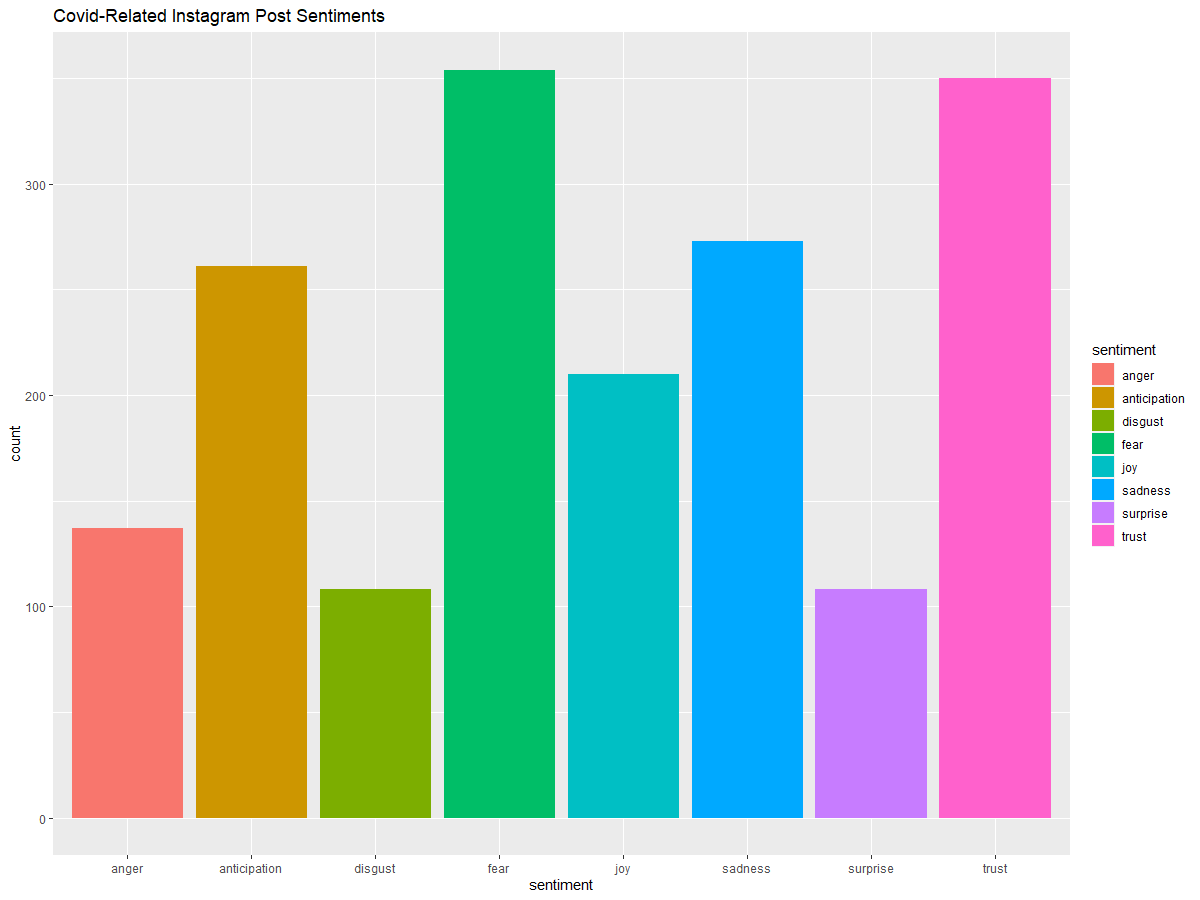 Covid-Related Instagram Post Sentiments
count
300
200
100
0
anger anticipation disgust fear joy sadness surprise trust
sentiment
sentiment
anger
anticipation
disgust
fear
joy
sadness
surprise
trust